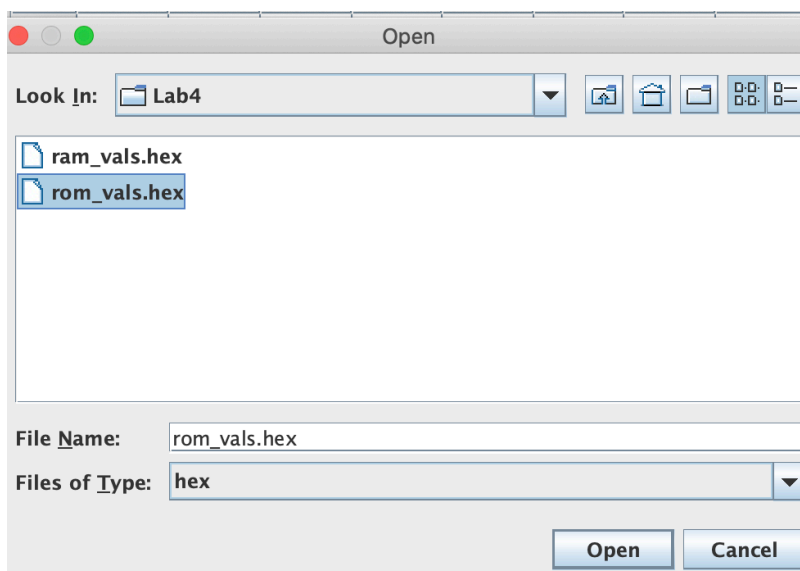 Open
Look In: Lab4
ram_vals.hex
rom_vals.hex
File Name: rom_vals.hex
Files of Type: hex
Open Cancel